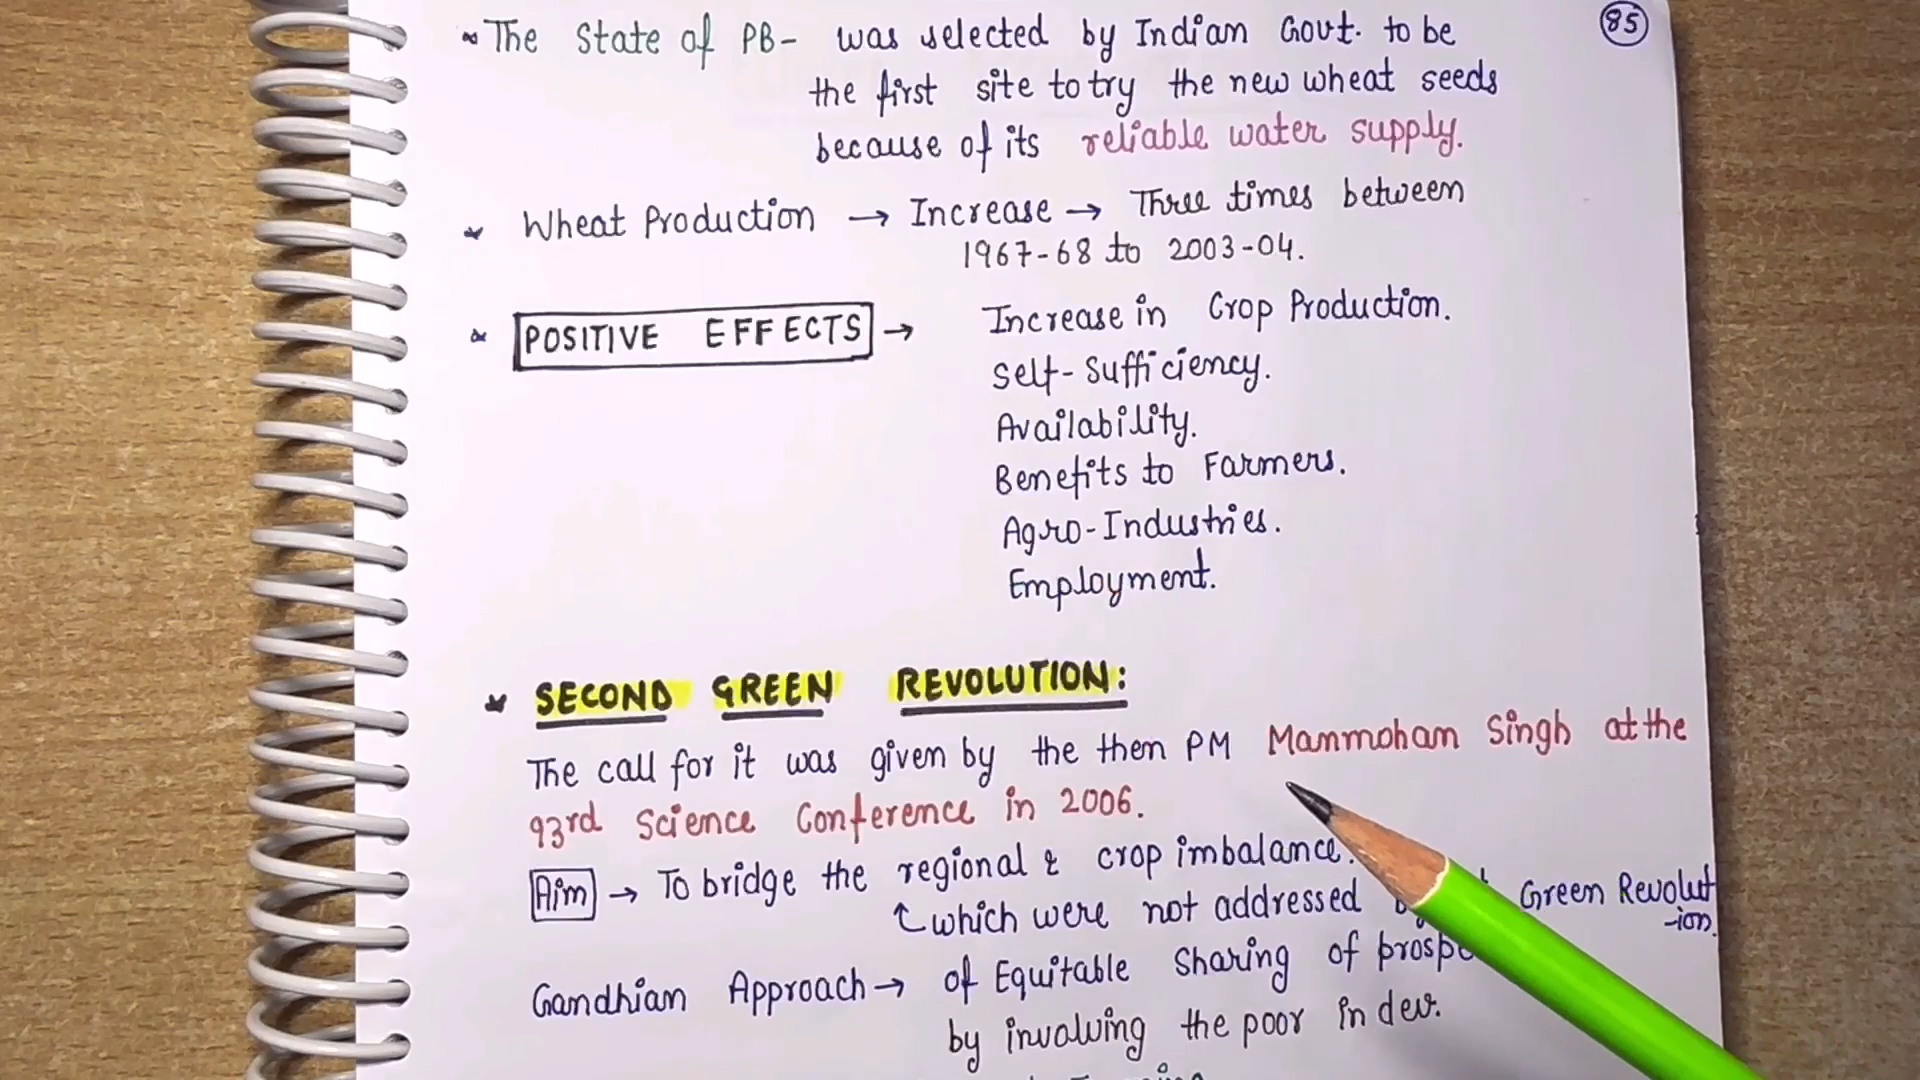 85
The State of PB- was selected by Indian Govt. to be
the first site to try the new wheat seeds
because of its reliable water supply.
Wheat Production → Increase → Three times between
1967-68 to 2003-04.
POSITIVE EFFECTS → Increase in Crop Production.
Self-Sufficiency.
Availability.
Benefits to Farmers.
Agro-Industries.
Employment.
SECOND GREEN REVOLUTION:
The call for it was given by the then PM Manmohan Singh at the
93rd Science Conference in 2006.
Aim → To bridge the regional & crop imbalance.
which were not addressed Green Revolut
-ion.
Gandhian Approach → of Equitable Sharing of
by involving the poor in dev.